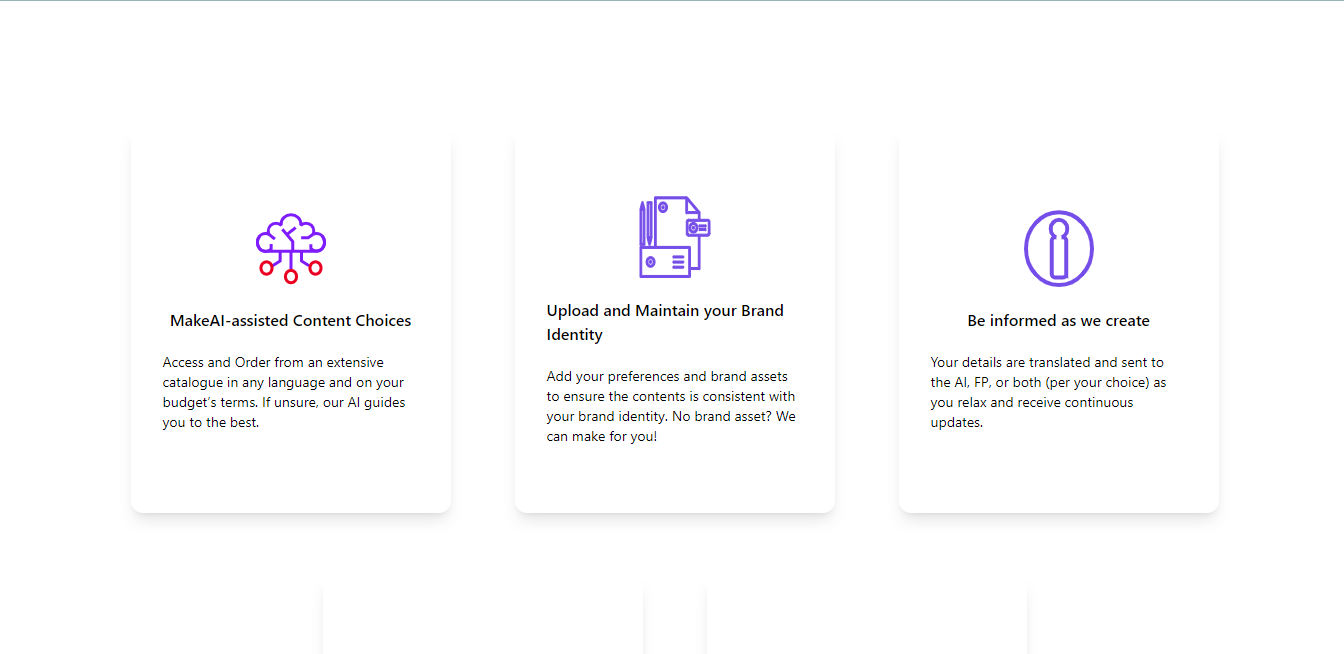 MakeAI-assisted Content Choices
Access and Order from an extensive
catalogue in any language and on your
budget’s terms. If unsure, our AI guides
you to the best.
Upload and Maintain your Brand
Identity
Add your preferences and brand assets
to ensure the contents is consistent with
your brand identity. No brand asset? We
can make for you!
Be informed as we create
Your details are translated and sent to
the AI, FP, or both (per your choice) as
you relax and receive continuous
updates.